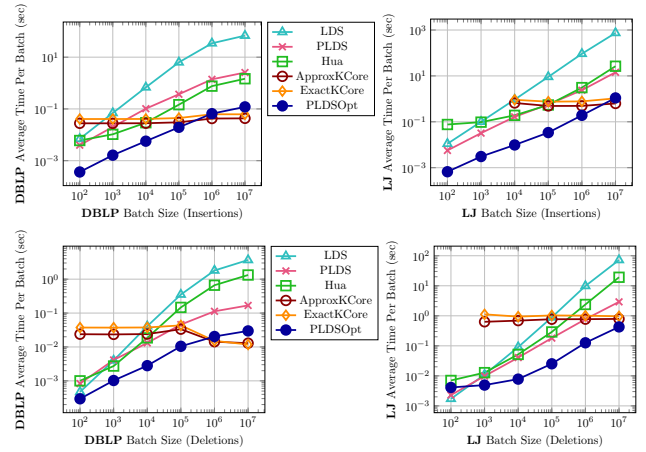 DBLP Average Time Per Batch (sec)
10^1
10^-1
10^-3
10^2 10^3 10^4 10^5 10^6 10^7
DBLP Batch Size (Insertions)
LDS
PLDS
Hua
ApproxKCore
ExactKCore
PLDSOpt
LJ Average Time Per Batch (sec)
10^3
10^1
10^-1
10^-3
10^2 10^3 10^4 10^5 10^6 10^7
LJ Batch Size (Insertions)
DBLP Average Time Per Batch (sec)
10^0
10^-1
10^-2
10^-3
10^2 10^3 10^4 10^5 10^6 10^7
DBLP Batch Size (Deletions)
LDS
PLDS
Hua
ApproxKCore
ExactKCore
PLDSOpt
LJ Average Time Per Batch (sec)
10^2
10^1
10^0
10^-1
10^-2
10^-3
10^2 10^3 10^4 10^5 10^6 10^7
LJ Batch Size (Deletions)